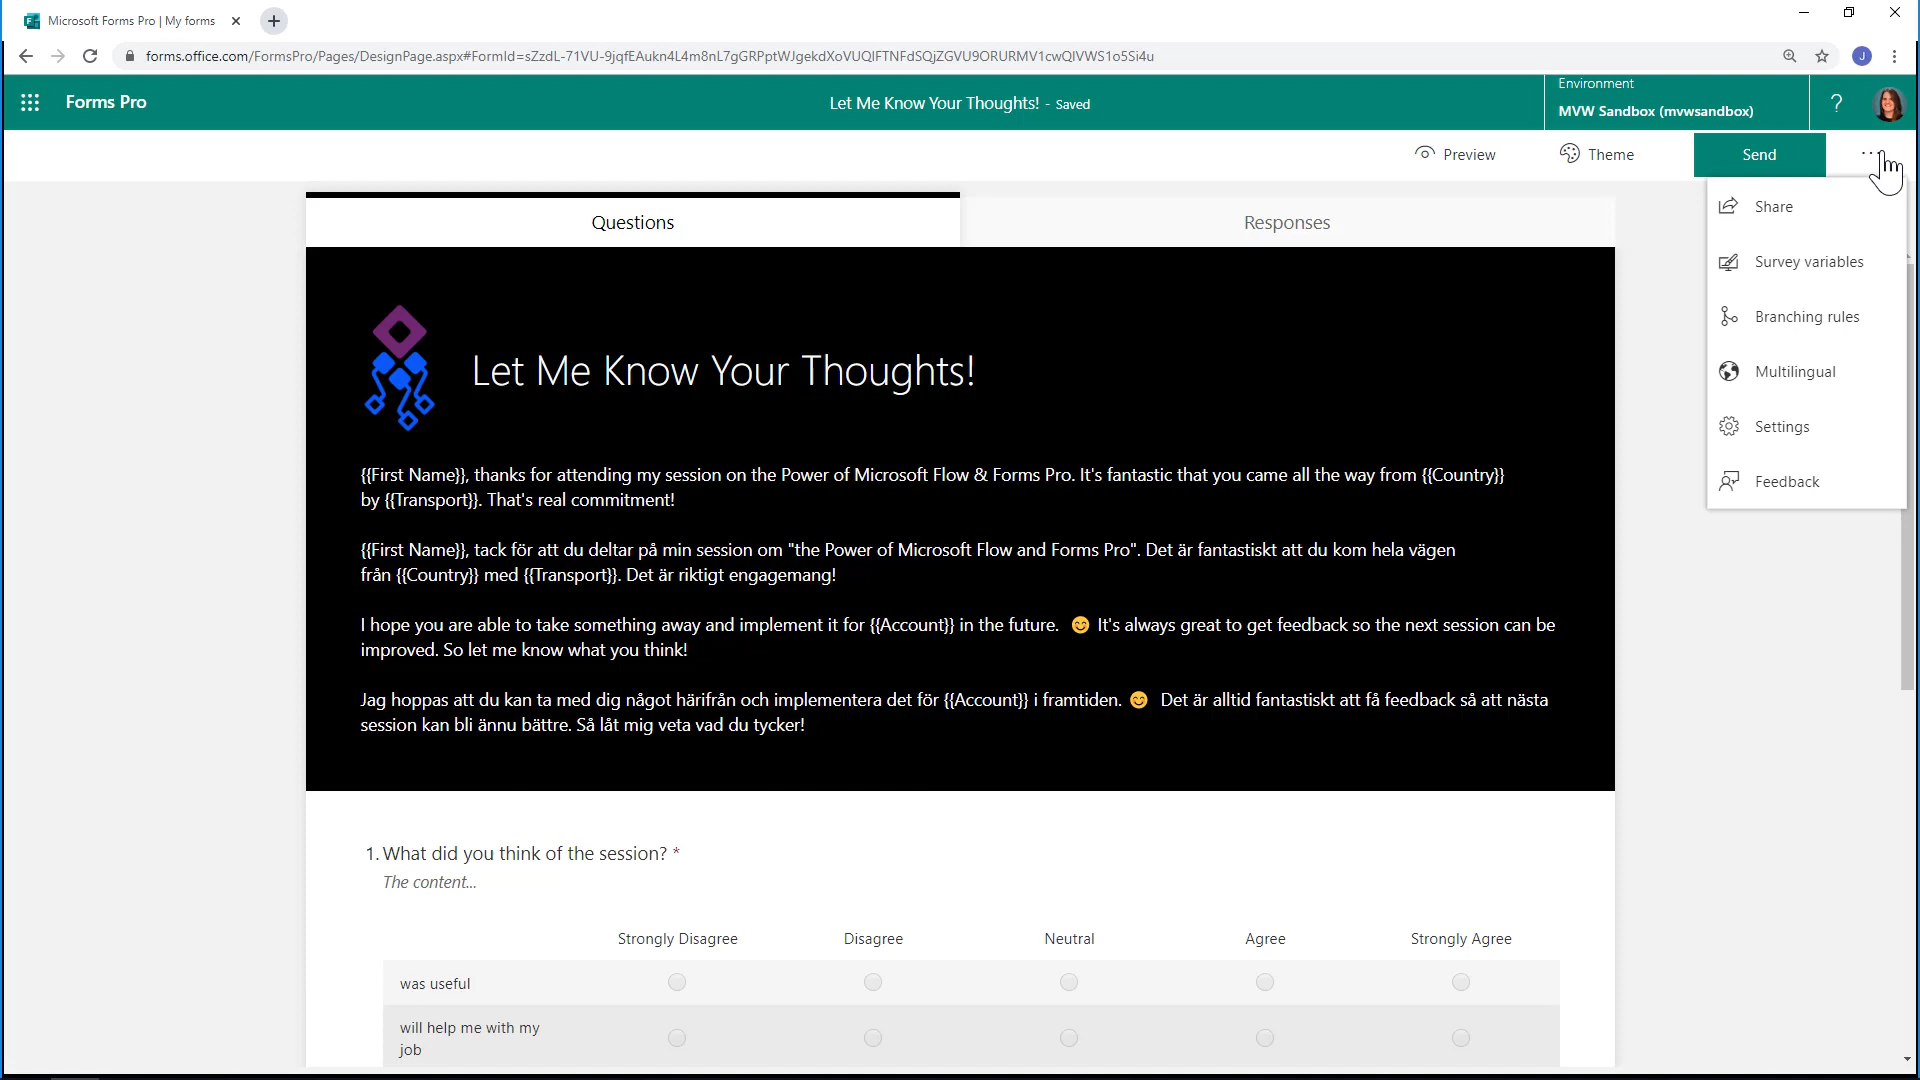 Microsoft Forms Pro | My forms
forms.office.com/FormsPro/Pages/DesignPage.aspx#FormId=sZzdL-71VU-9jqfEAukn4L4m8nL7gGRPptWJgekdXoVUQlFTNFdSQjZGVU9ORURMV1cwQlVWS1o5Si4u
J
Forms Pro
Let Me Know Your Thoughts! - Saved
Environment
MVW Sandbox (mvwsandbox)
?
Preview
Theme
Send
...
Share
Survey variables
Branching rules
Multilingual
Settings
Feedback
Questions
Responses
Let Me Know Your Thoughts!
{{First Name}}, thanks for attending my session on the Power of Microsoft Flow & Forms Pro. It's fantastic that you came all the way from {{Country}}
by {{Transport}}. That's real commitment!
{{First Name}}, tack för att du deltar på min session om "the Power of Microsoft Flow and Forms Pro". Det är fantastiskt att du kom hela vägen
från {{Country}} med {{Transport}}. Det är riktigt engagemang!
I hope you are able to take something away and implement it for {{Account}} in the future. 😊 It's always great to get feedback so the next session can be
improved. So let me know what you think!
Jag hoppas att du kan ta med dig något härifrån och implementera det för {{Account}} i framtiden. 😊 Det är alltid fantastiskt att få feedback så att nästa
session kan bli ännu bättre. Så låt mig veta vad du tycker!
1. What did you think of the session? *
The content...
Strongly Disagree
Disagree
Neutral
Agree
Strongly Agree
was useful
will help me with my
job